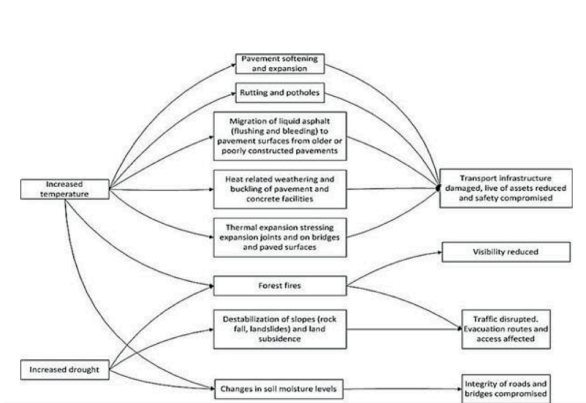 Pavement softening
and expansion
Rutting and potholes
Migration of liquid asphalt
(flushing and bleeding) to
pavement surfaces from older or
poorly constructed pavements
Increased
temperature
Heat related weathering and
buckling of pavement and
concrete facilities
Transport infrastructure
damaged, live of assets reduced
and safety compromised
Thermal expansion stressing
expansion joints and on bridges
and paved surfaces
Visibility reduced
Forest fires
Destabilization of slopes (rock
fall, landslides) and land
subsidence
Traffic disrupted.
Evacuation routes and
access affected
Increased drought
Changes in soil moisture levels
Integrity of roads and
bridges compromised